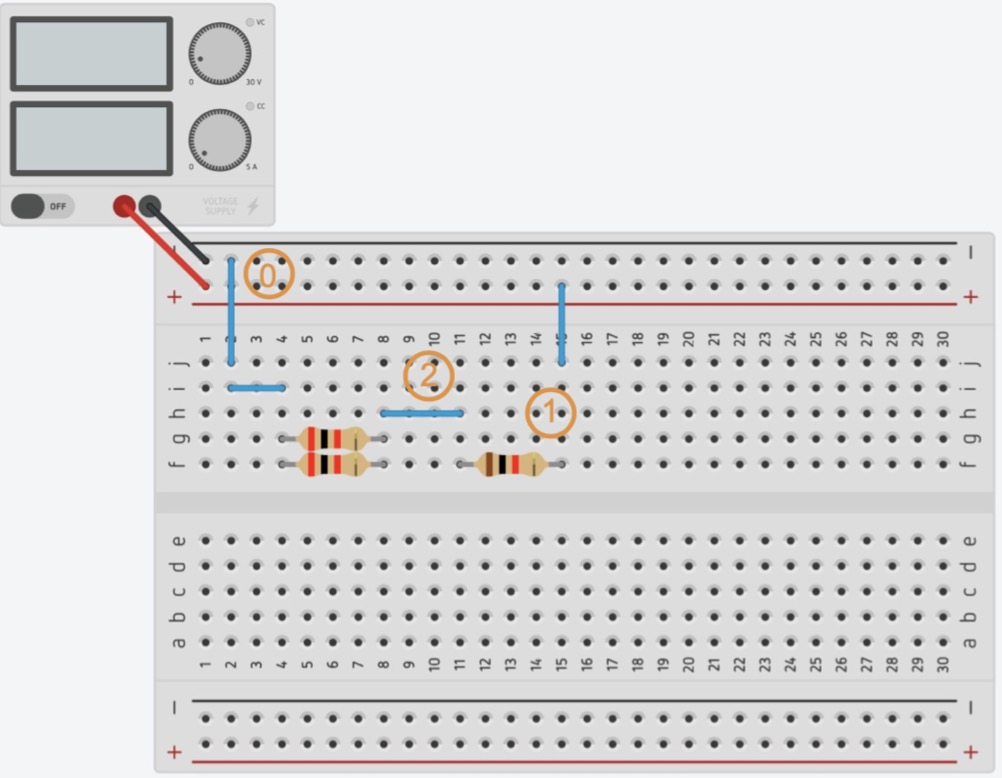 VC
0 30 V
CC
0 5 A
OFF
VOLTAGE
SUPPLY
− −
0
+ +
1 3 4 5 6 7 8 9 10 11 12 13 14 16 17 18 19 20 21 22 23 24 25 26 27 28 29 30
j j
2
i i
h 1 h
g g
f f
e e
d d
c c
b b
a a
1 2 3 4 5 6 7 8 9 10 11 12 13 14 15 16 17 18 19 20 21 22 23 24 25 26 27 28 29 30
− −
+ +